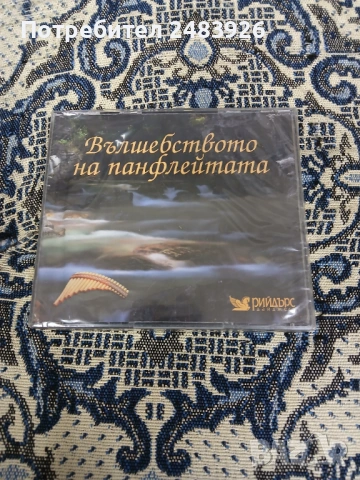 Потребител 2483926
Вълшебството
на панфлейтата
РИЙДЪРС